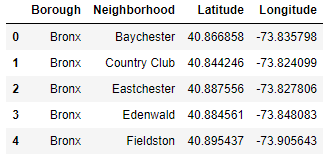 Borough Neighborhood Latitude Longitude
0 Bronx Baychester 40.866858 -73.835798
1 Bronx Country Club 40.844246 -73.824099
2 Bronx Eastchester 40.887556 -73.827806
3 Bronx Edenwald 40.884561 -73.848083
4 Bronx Fieldston 40.895437 -73.905643